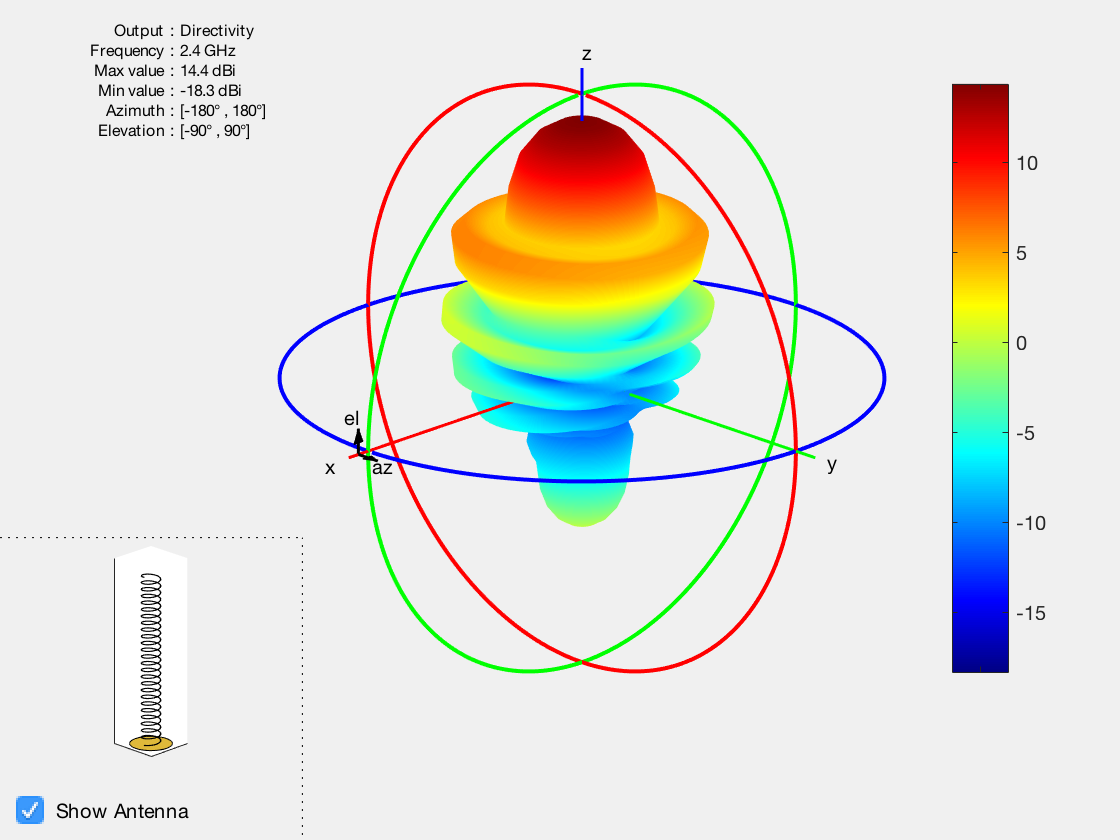 Output : Directivity
Frequency : 2.4 GHz
Max value : 14.4 dBi
Min value : -18.3 dBi
Azimuth : [-180° , 180°]
Elevation : [-90° , 90°]
z
10
5
0
-5
-10
-15
el
x
az
y
Show Antenna